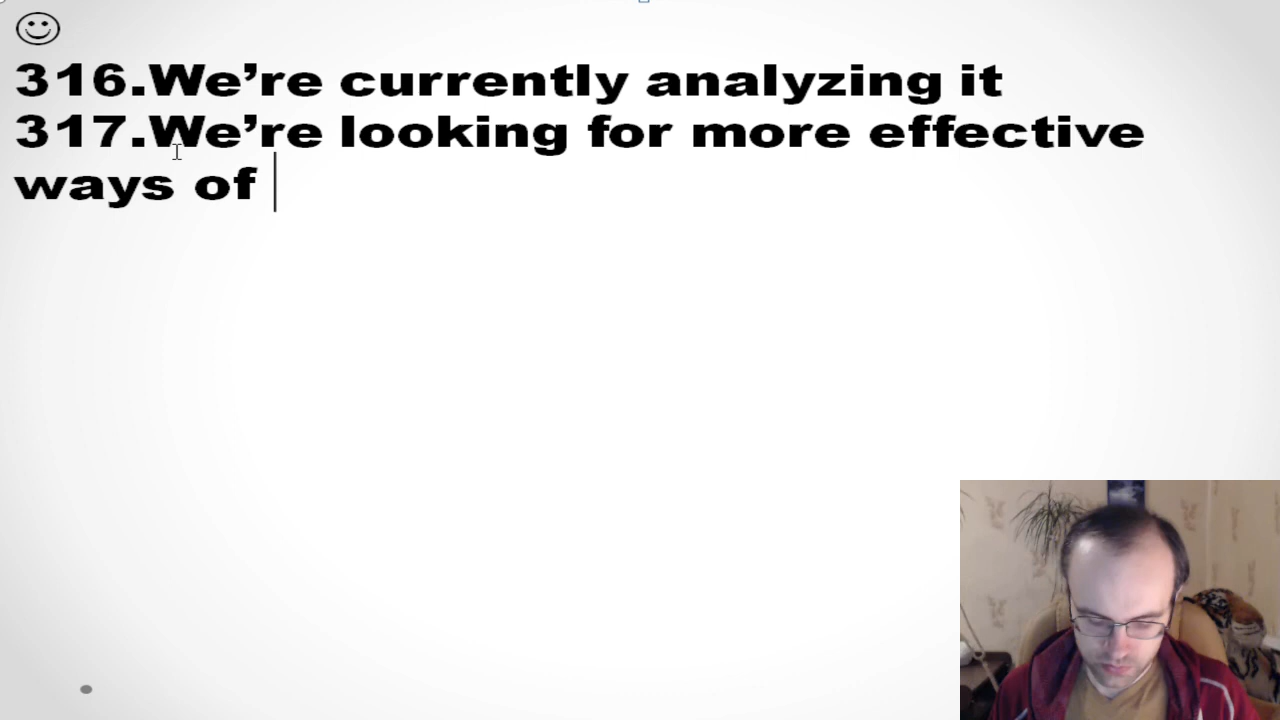 316.We’re currently analyzing it
317.We’re looking for more effective
ways of